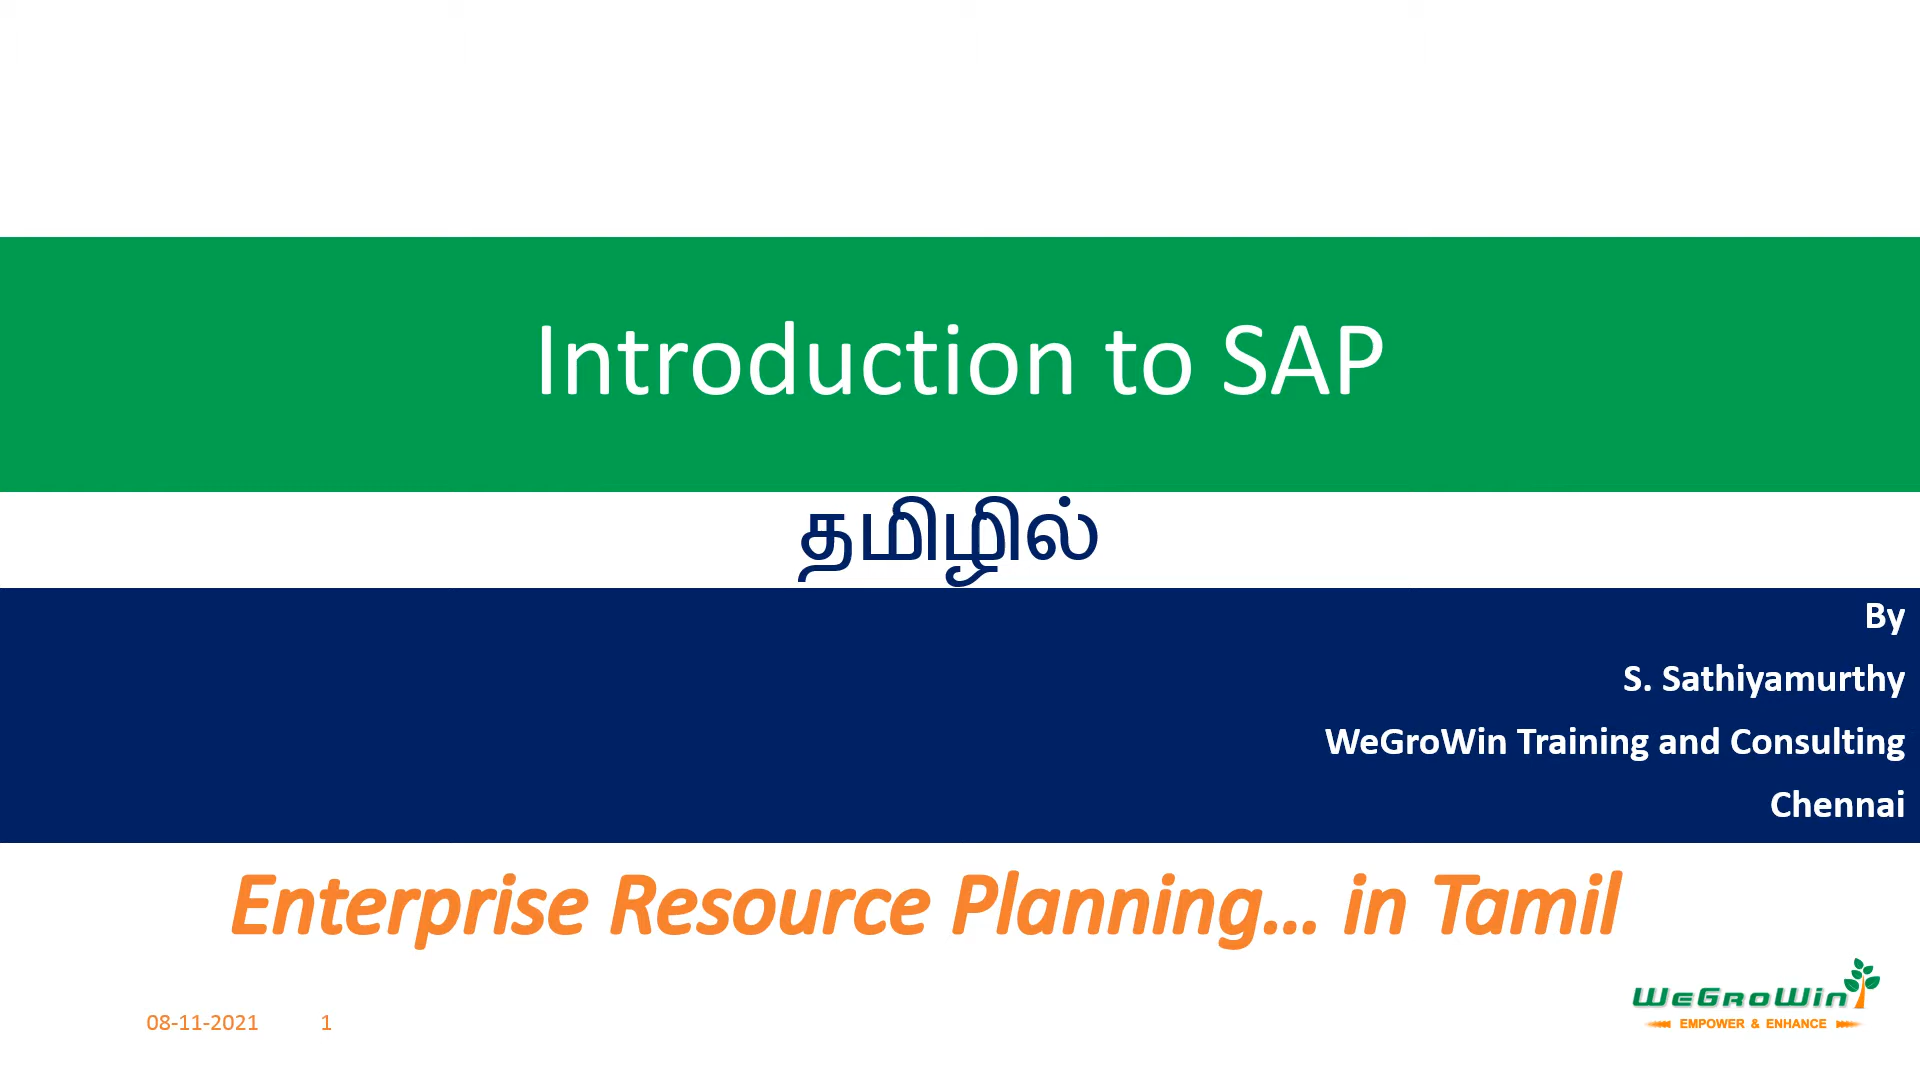 Introduction to SAP
தமிழில்
By
S. Sathiyamurthy
WeGroWin Training and Consulting
Chennai
Enterprise Resource Planning... in Tamil
08-11-2021 1
WeGroWin
EMPOWER & ENHANCE